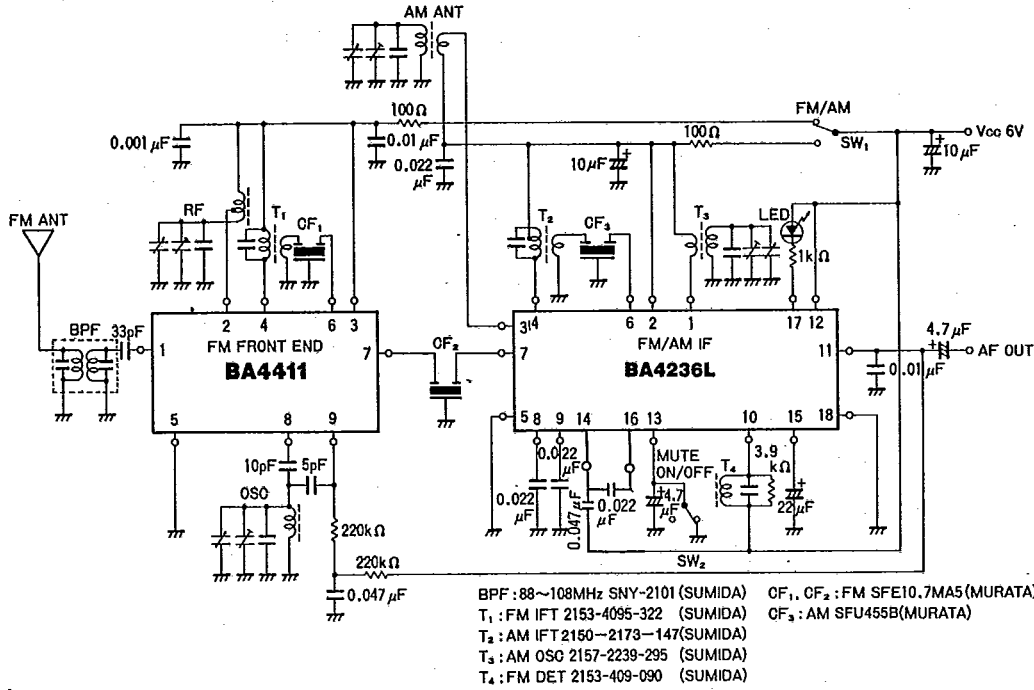 AM ANT
FM/AM
100Ω
100Ω
0.001μF
0.01μF
0.022
μF
10μF
SW₁
Vcc 6V
10μF
FM ANT
RF
T₁
CF₁
T₂
CF₃
T₃
LED
1kΩ
BPF
33pF
2
4
6
3
1
FM FRONT END
BA4411
7
5
8
9
CF₂
3
4
6
2
1
17
12
7
FM/AM IF
BA4236L
11
5
8
9
14
16
13
10
15
18
4.7μF
AF OUT
0.01μF
10pF
5pF
OSC
220kΩ
220kΩ
0.047μF
0.022
μF
0.022
μF
0.047μF
0.022
μF
MUTE
ON/OFF
4.7
μF
SW₂
T₄
3.9
kΩ
22μF
BPF : 88～108MHz SNY-2101 (SUMIDA) CF₁, CF₂ : FM SFE10.7MA5(MURATA)
T₁ : FM IFT 2153-4095-322 (SUMIDA) CF₃ : AM SFU455B(MURATA)
T₂ : AM IFT 2150-2173-147(SUMIDA)
T₃ : AM OSC 2157-2239-295 (SUMIDA)
T₄ : FM DET 2153-409-090 (SUMIDA)